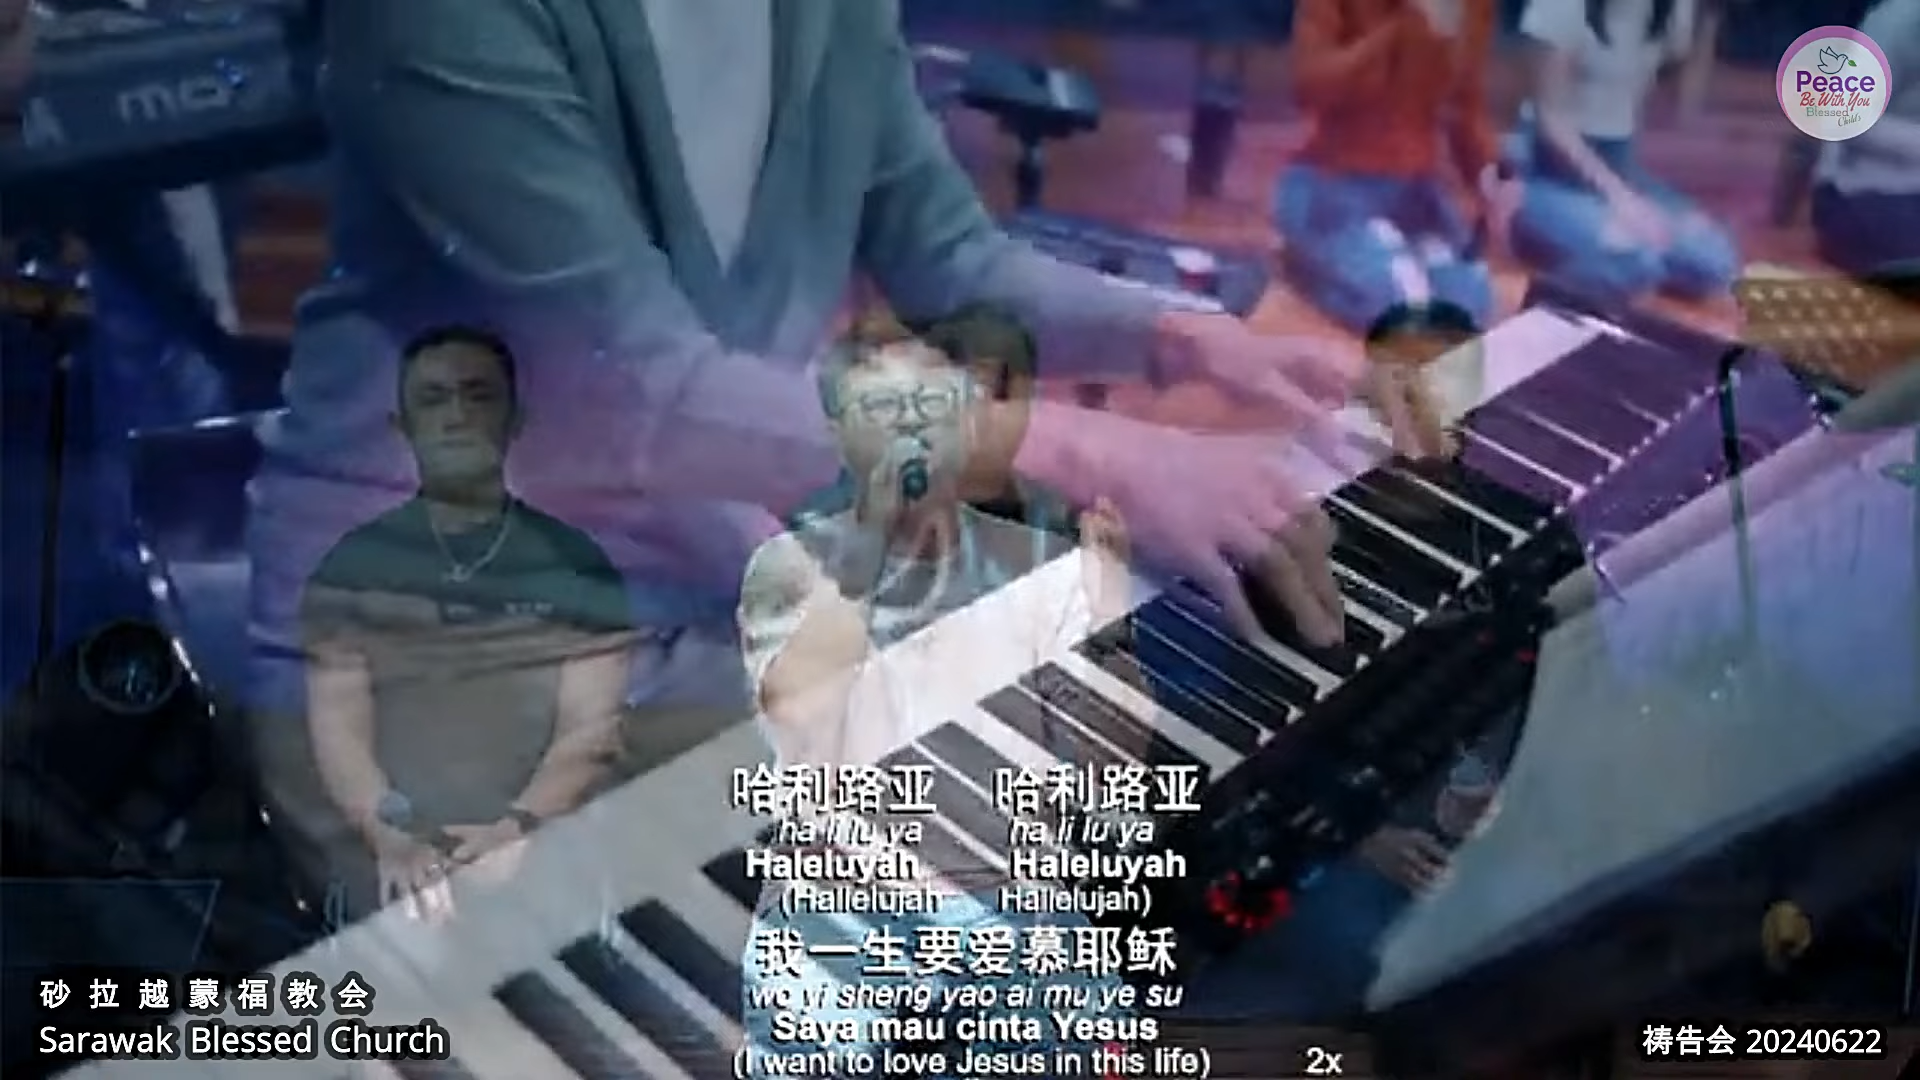 Peace
Be With You
Blessed
Childs
哈利路亚 哈利路亚
ha li lu ya ha li lu ya
Haleluyah Haleluyah
(Hallelujah Hallelujah)
我一生要爱慕耶稣
wo yi sheng yao ai mu ye su
Saya mau cinta Yesus
(I want to love Jesus in this life) 2x
砂拉越蒙福教会
Sarawak Blessed Church
祷告会 20240622